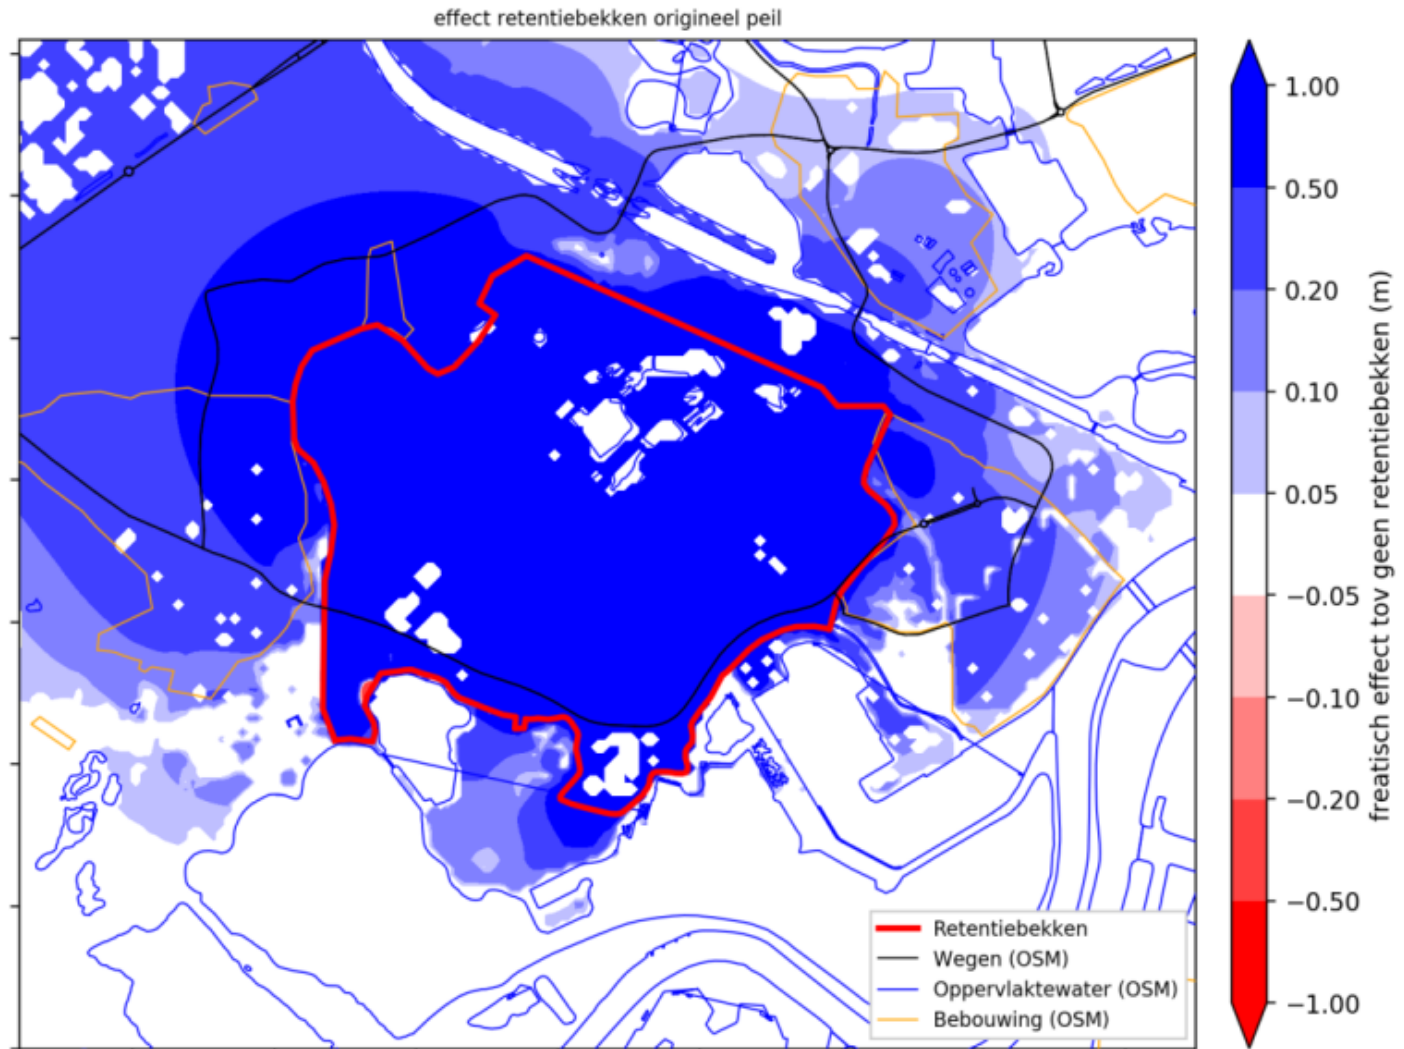 effect retentiebekken origineel peil
1.00
0.50
0.20
0.10
0.05
−0.05
−0.10
−0.20
−0.50
−1.00
freatisch effect tov geen retentiebekken (m)
Retentiebekken
Wegen (OSM)
Oppervlaktewater (OSM)
Bebouwing (OSM)